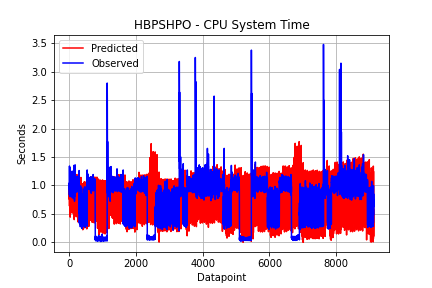 HBPSHPO - CPU System Time
Predicted
Observed
Seconds
3.5
3.0
2.5
2.0
1.5
1.0
0.5
0.0
0 2000 4000 6000 8000
Datapoint